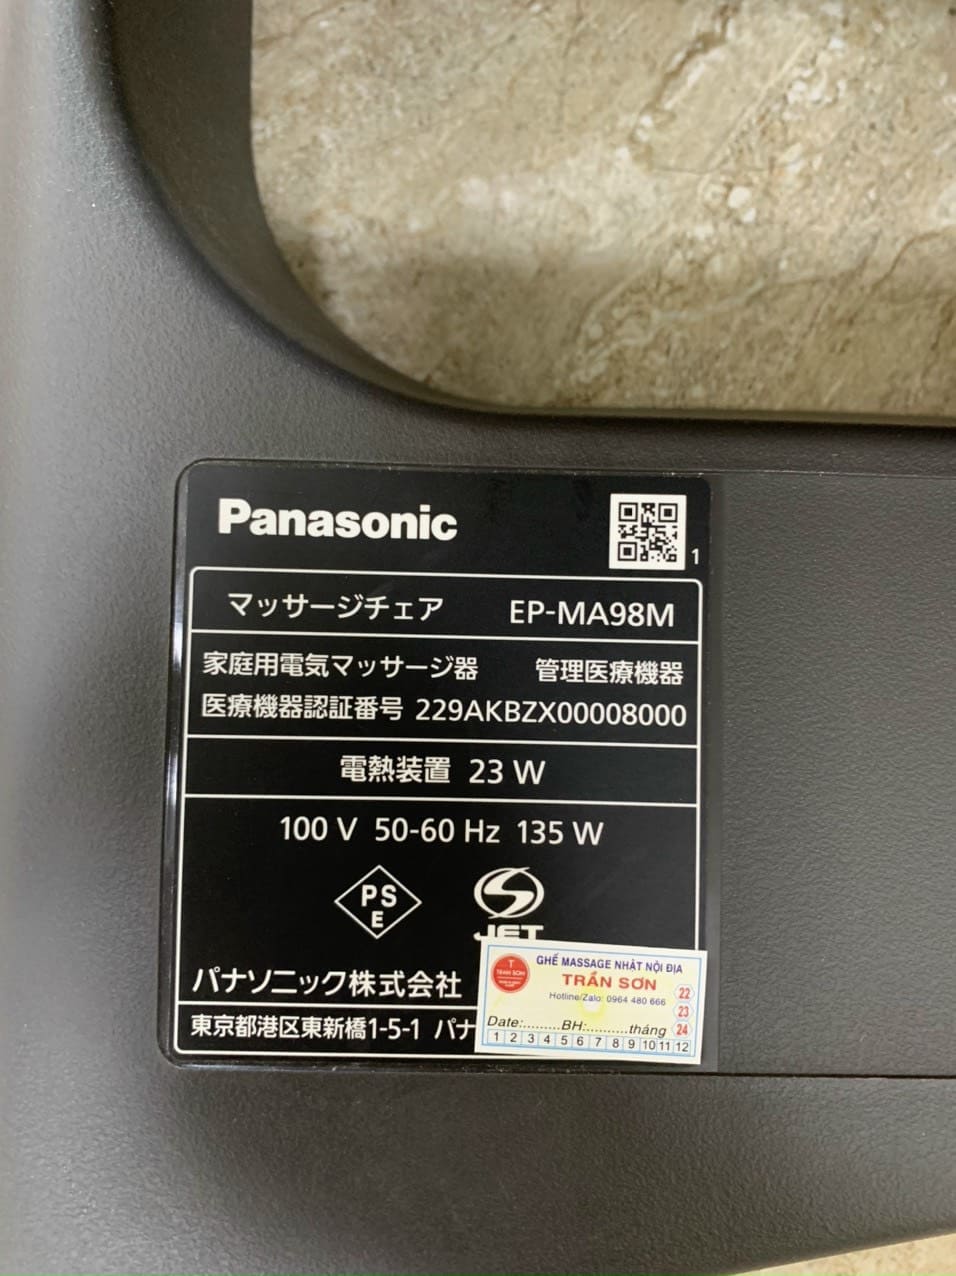 Panasonic
1
マッサージチェア EP-MA98M
家庭用電気マッサージ器 管理医療機器
医療機器認証番号 229AKBZX00008000
電熱装置 23 W
100 V 50-60 Hz 135 W
PS
E
JET
パナソニック株式会社
東京都港区東新橋1-5-1 パナ
GHẾ MASSAGE NHẬT NỘI ĐỊA
TRẦN SƠN
TRẦN SƠN
Hotline/Zalo: 0964 480 666
22
23
24
Date:.........BH:.........tháng
1 2 3 4 5 6 7 8 9 10 11 12